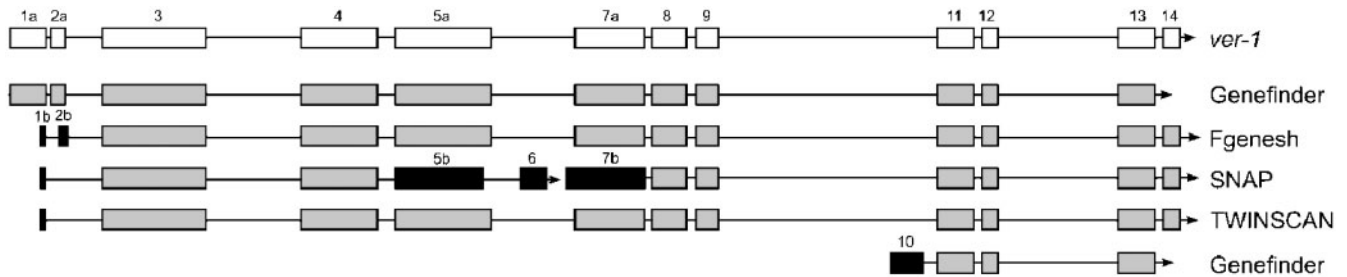 1a 2a 3 4 5a 7a 8 9 11 12 13 14
ver-1
Genefinder
1b 2b
Fgenesh
5b 6 7b
SNAP
TWINSCAN
10
Genefinder